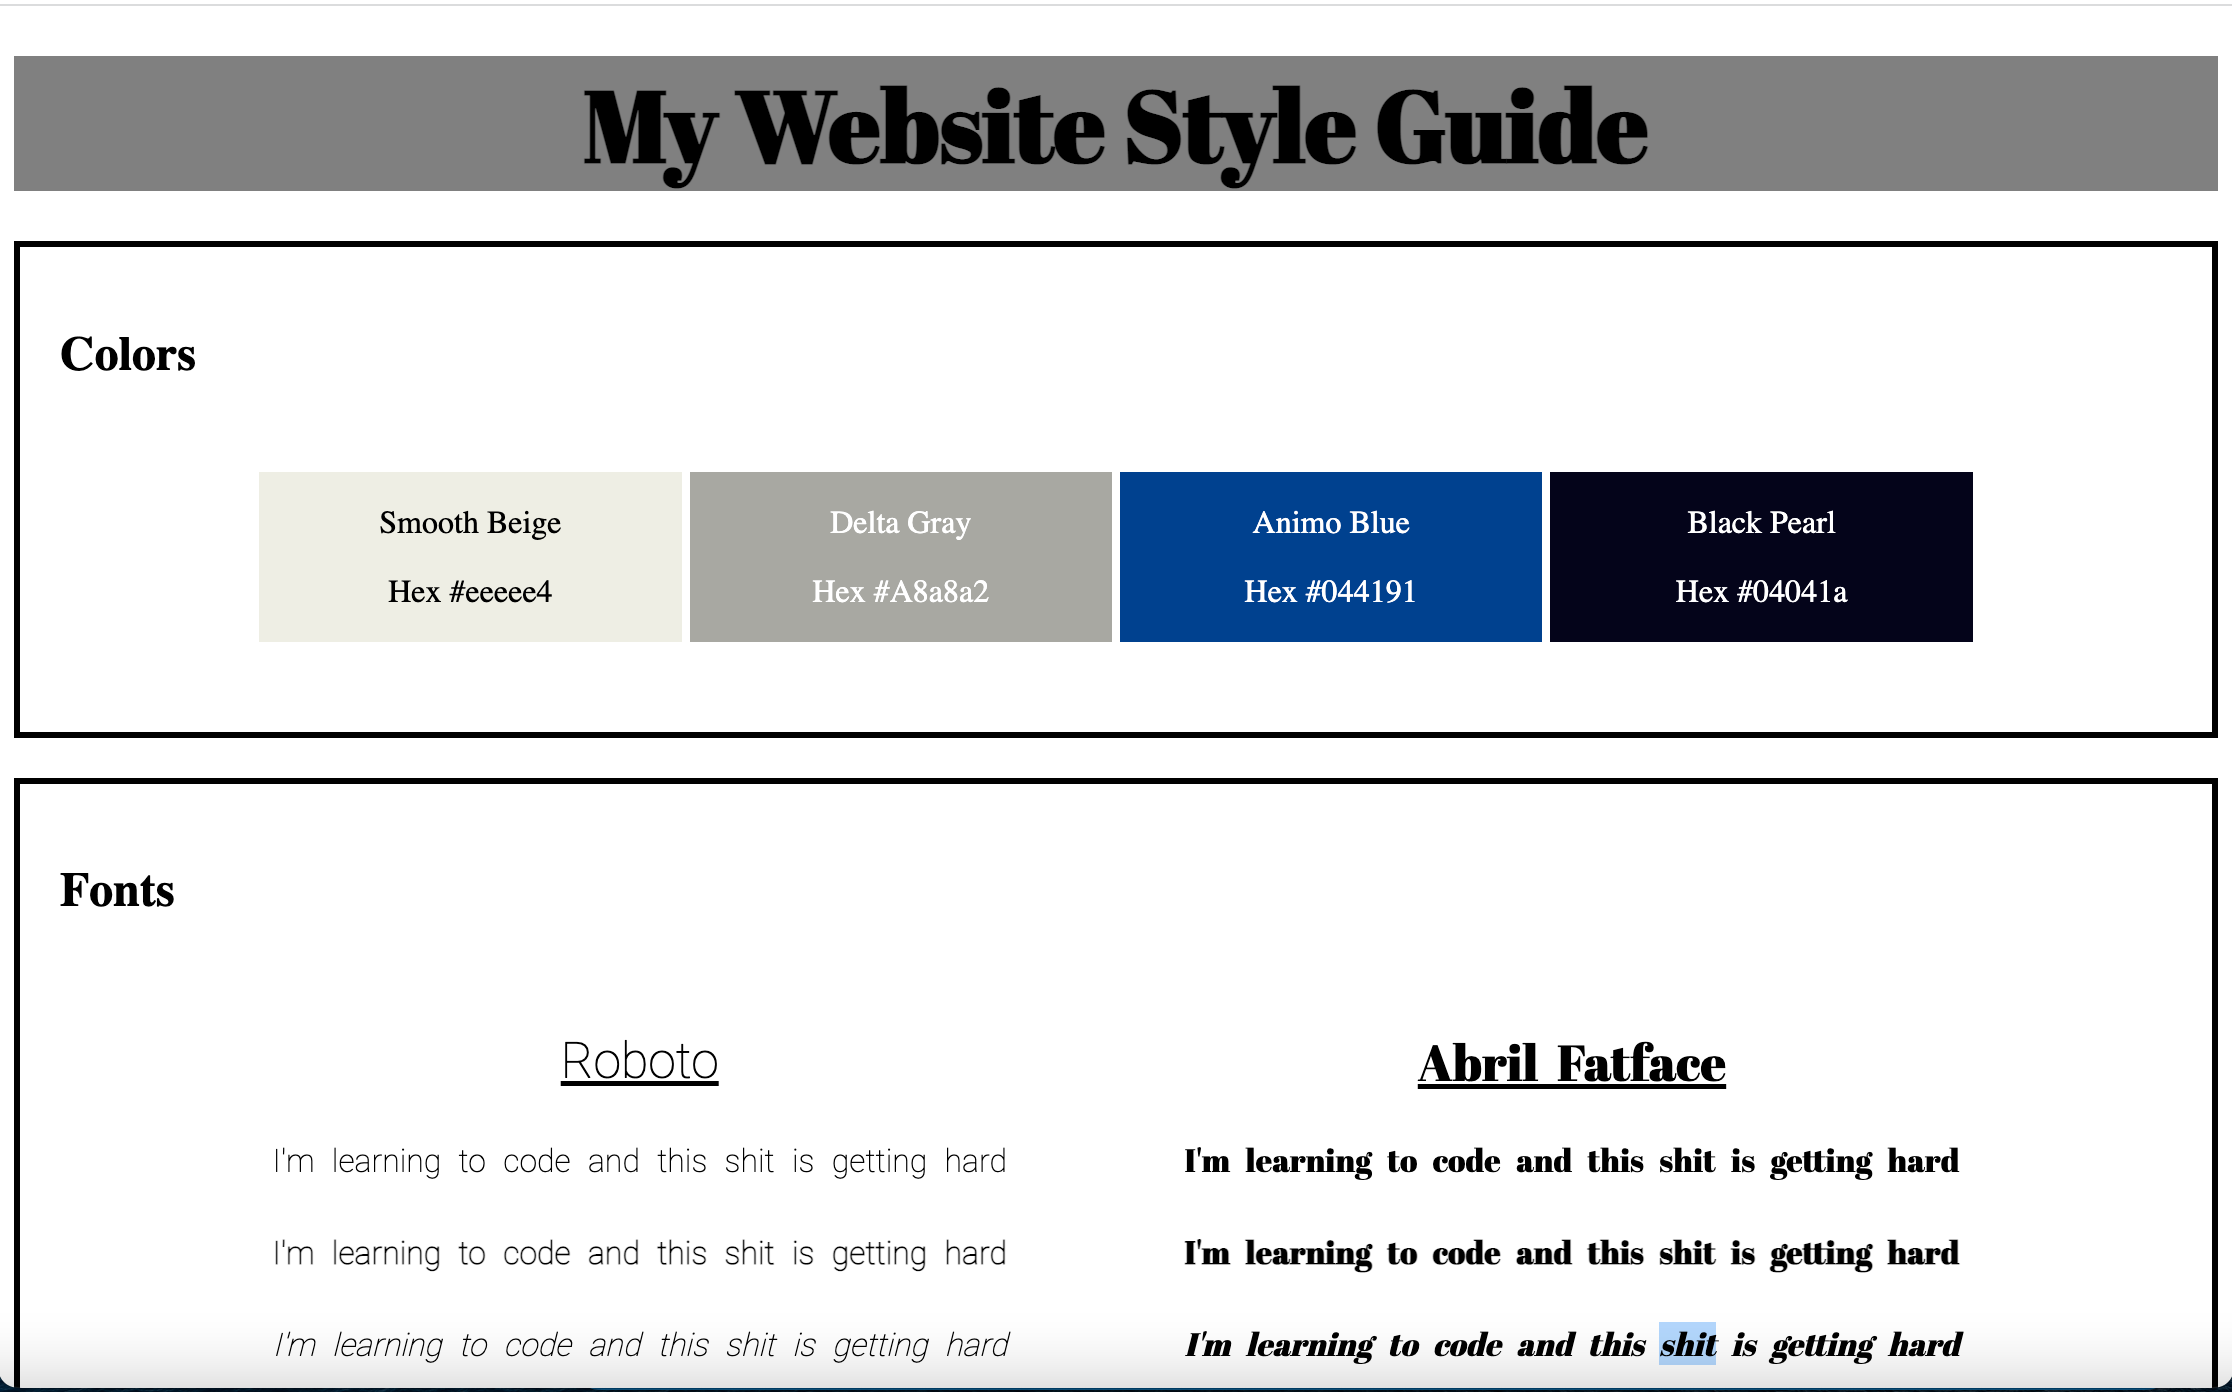 My Website Style Guide
Colors
Smooth Beige
Hex #eeeee4
Delta Gray
Hex #A8a8a2
Animo Blue
Hex #044191
Black Pearl
Hex #04041a
Fonts
Roboto
I'm learning to code and this shit is getting hard
I'm learning to code and this shit is getting hard
I'm learning to code and this shit is getting hard
Abril Fatface
I'm learning to code and this shit is getting hard
I'm learning to code and this shit is getting hard
I'm learning to code and this shit is getting hard